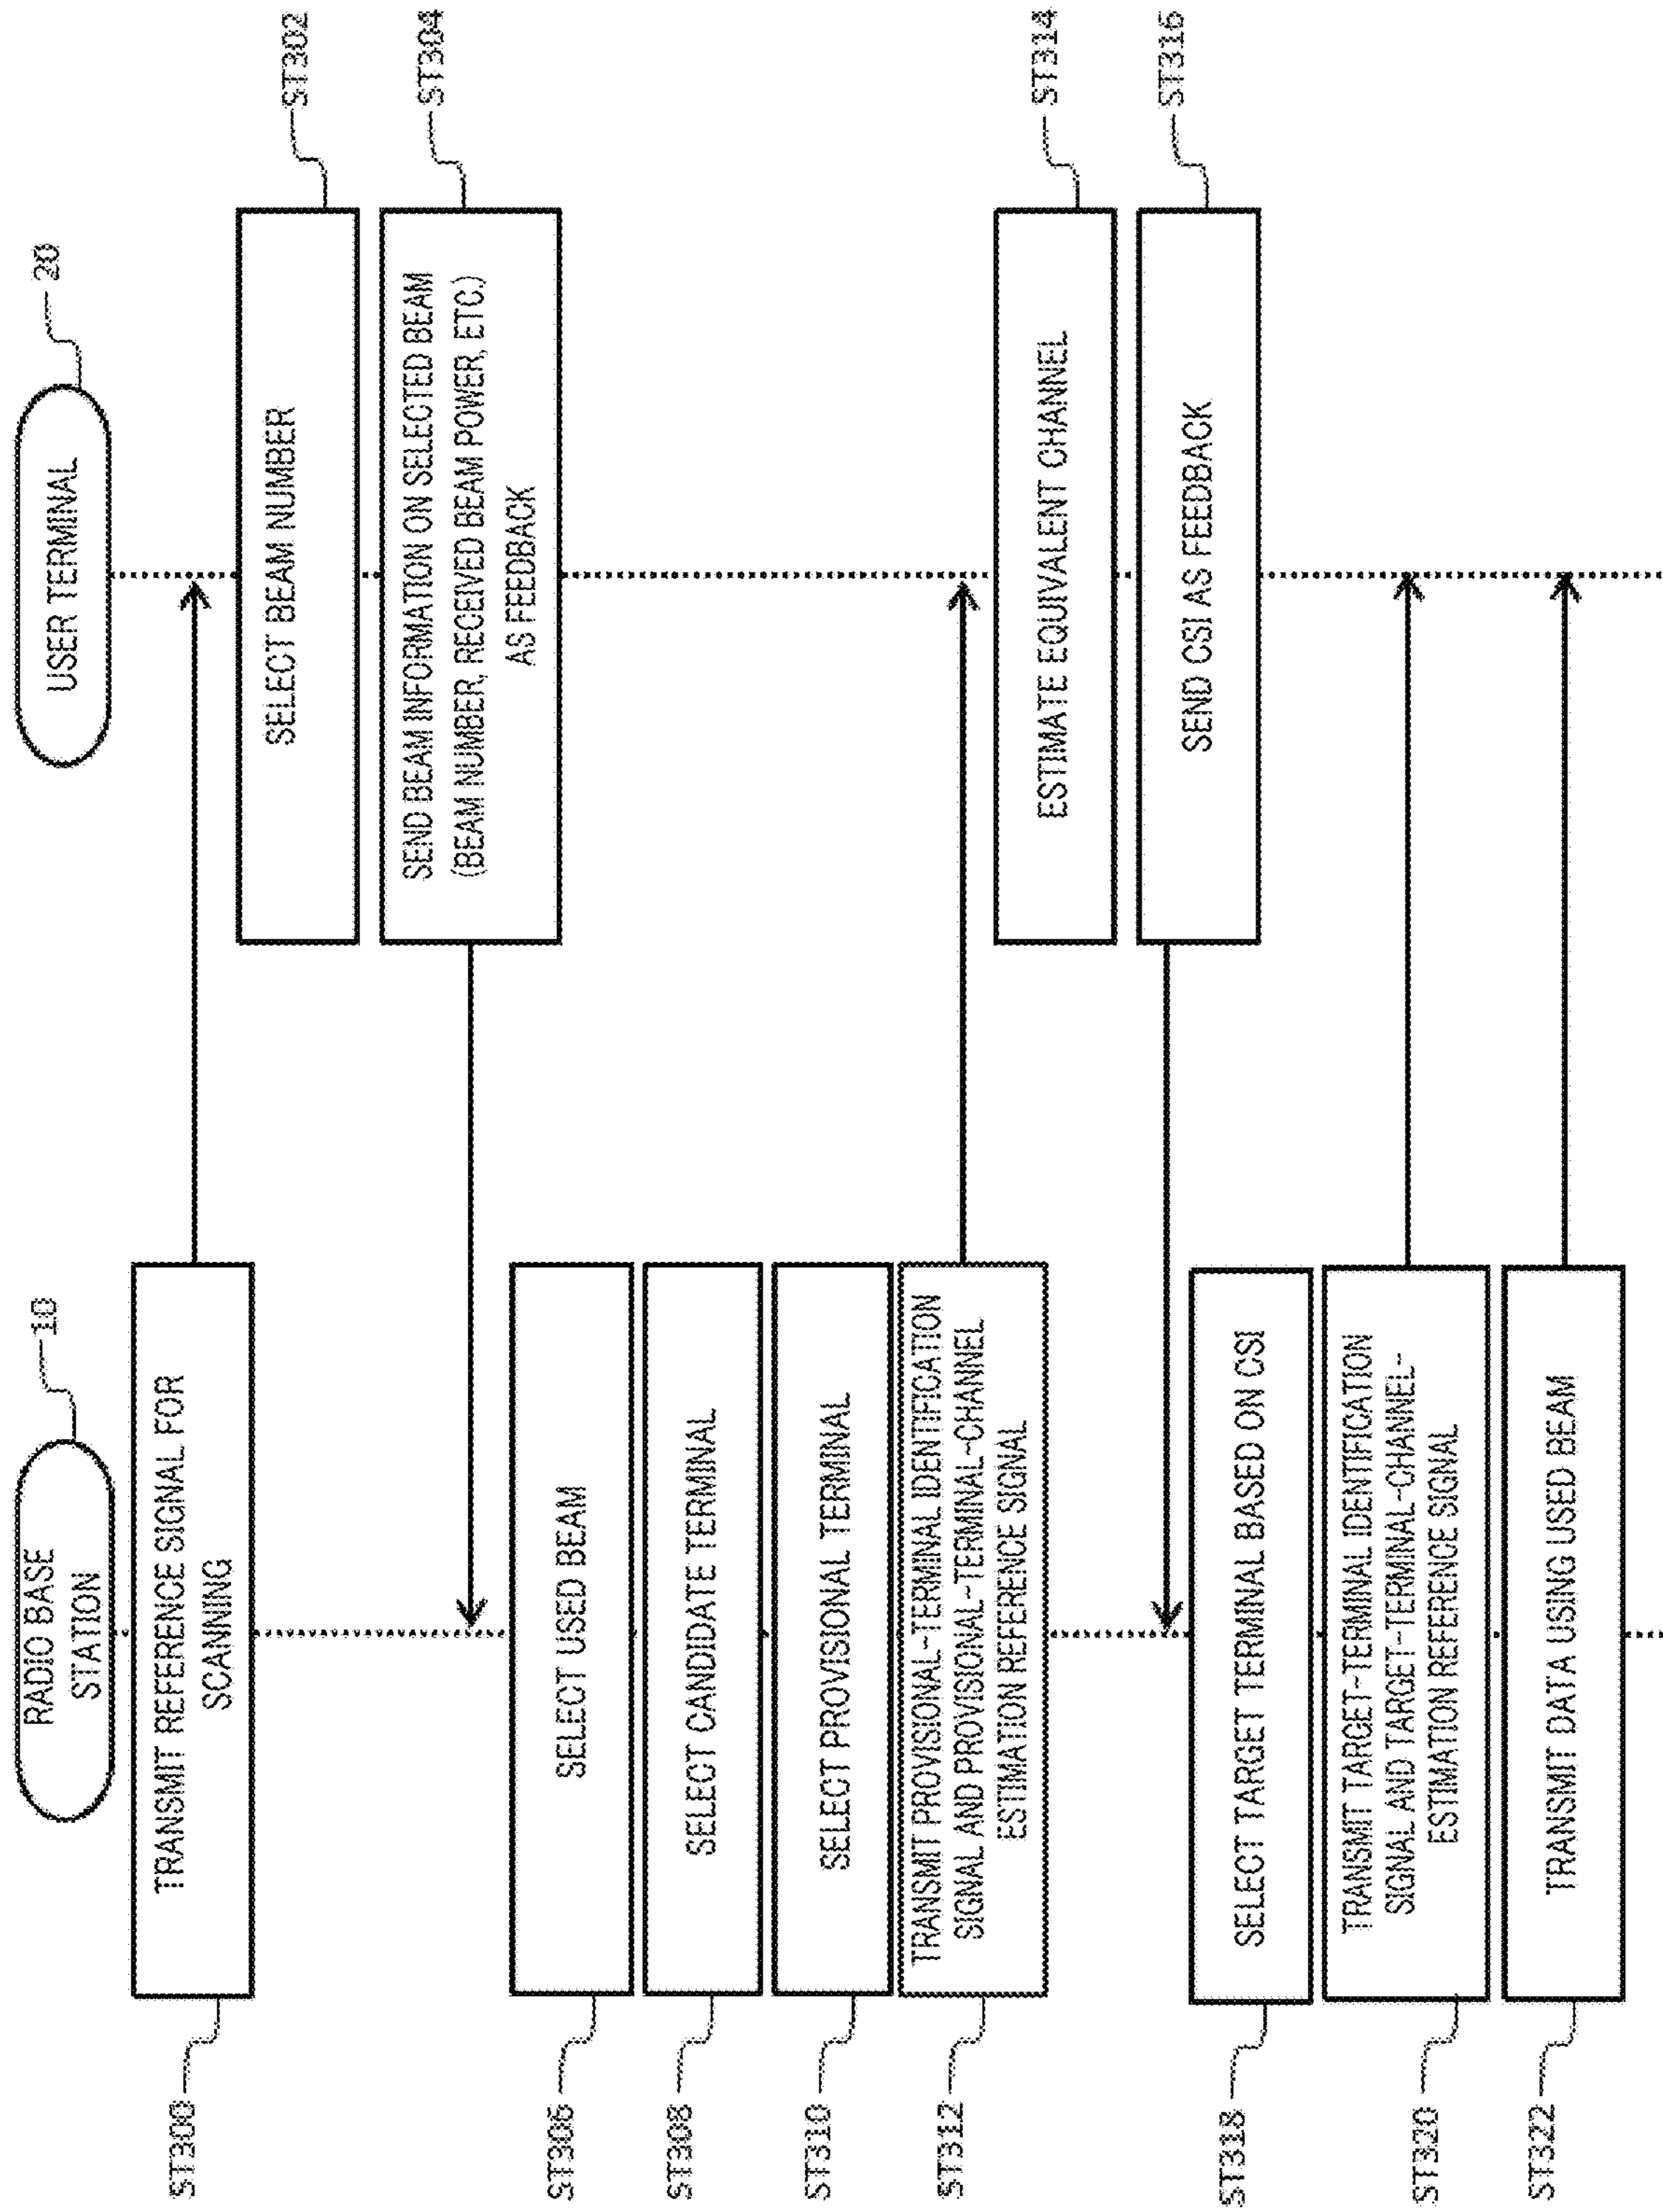 RADIO BASE
STATION
10
USER TERMINAL
20
ST300
TRANSMIT REFERENCE SIGNAL FOR
SCANNING
SELECT BEAM NUMBER
ST302
SEND BEAM INFORMATION ON SELECTED BEAM
(BEAM NUMBER, RECEIVED BEAM POWER, ETC.)
AS FEEDBACK
ST304
ST306
SELECT USED BEAM
ST308
SELECT CANDIDATE TERMINAL
ST310
SELECT PROVISIONAL TERMINAL
ST312
TRANSMIT PROVISIONAL-TERMINAL IDENTIFICATION
SIGNAL AND PROVISIONAL-TERMINAL-CHANNEL
ESTIMATION REFERENCE SIGNAL
ESTIMATE EQUIVALENT CHANNEL
ST314
SEND CSI AS FEEDBACK
ST316
ST318
SELECT TARGET TERMINAL BASED ON CSI
ST320
TRANSMIT TARGET-TERMINAL IDENTIFICATION
SIGNAL AND TARGET-TERMINAL-CHANNEL-
ESTIMATION REFERENCE SIGNAL
ST322
TRANSMIT DATA USING USED BEAM